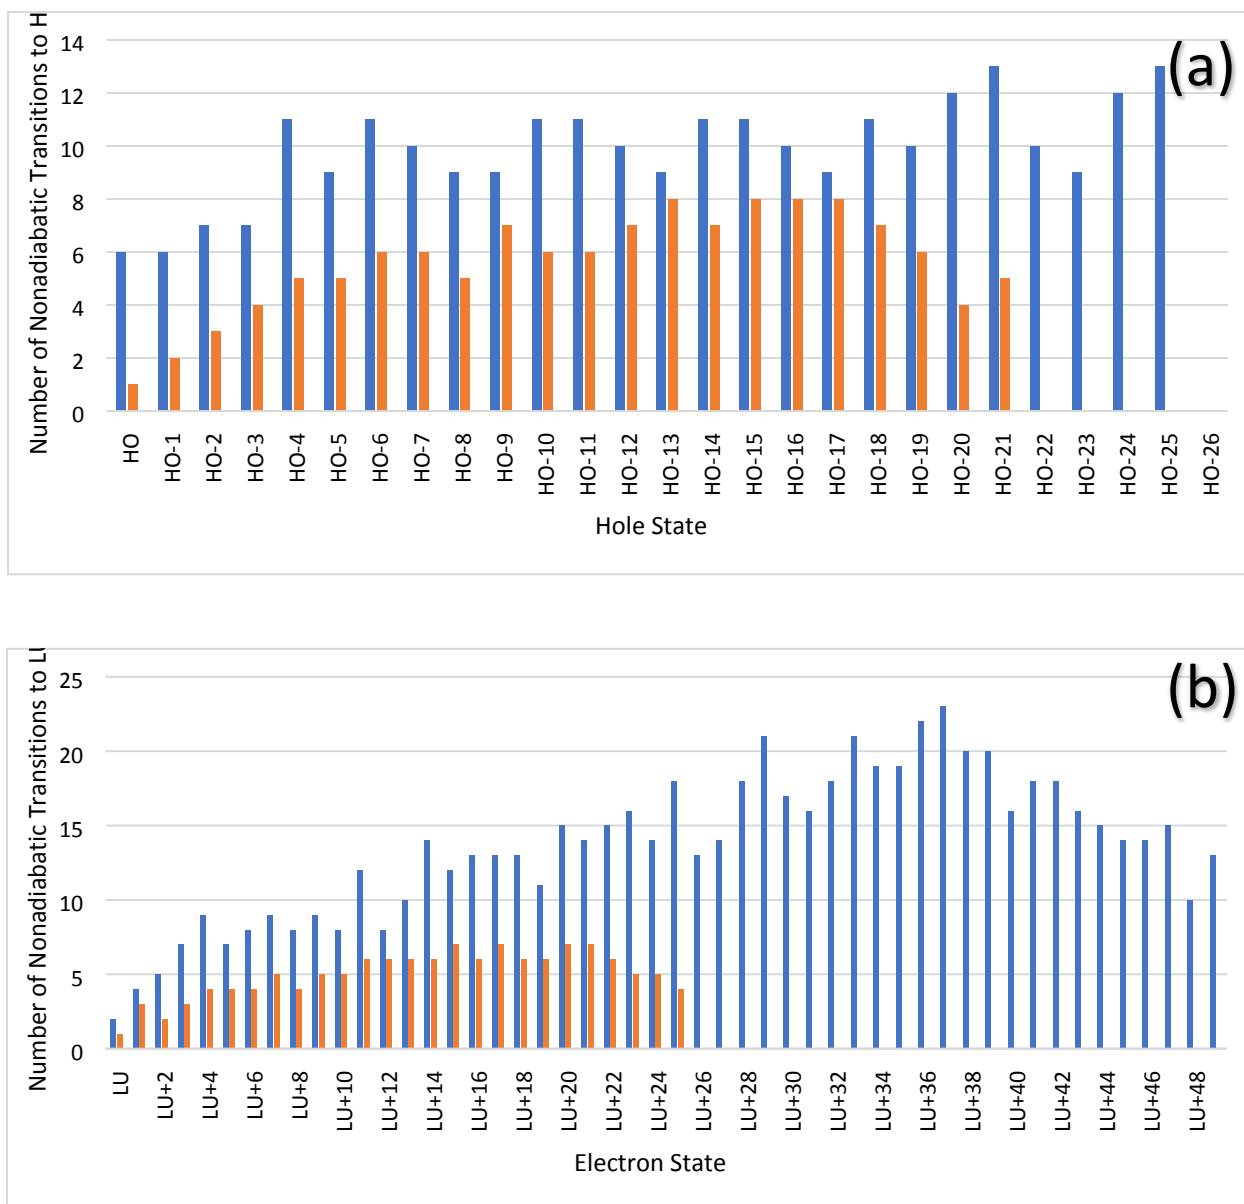 Number of Nonadiabatic Transitions to H
14
12
10
8
6
4
2
0
(a)
HO
HO-1
HO-2
HO-3
HO-4
HO-5
HO-6
HO-7
HO-8
HO-9
HO-10
HO-11
HO-12
HO-13
HO-14
HO-15
HO-16
HO-17
HO-18
HO-19
HO-20
HO-21
HO-22
HO-23
HO-24
HO-25
HO-26
Hole State
Number of Nonadiabatic Transitions to LU
25
20
15
10
5
0
(b)
LU
LU+2
LU+4
LU+6
LU+8
LU+10
LU+12
LU+14
LU+16
LU+18
LU+20
LU+22
LU+24
LU+26
LU+28
LU+30
LU+32
LU+34
LU+36
LU+38
LU+40
LU+42
LU+44
LU+46
LU+48
Electron State